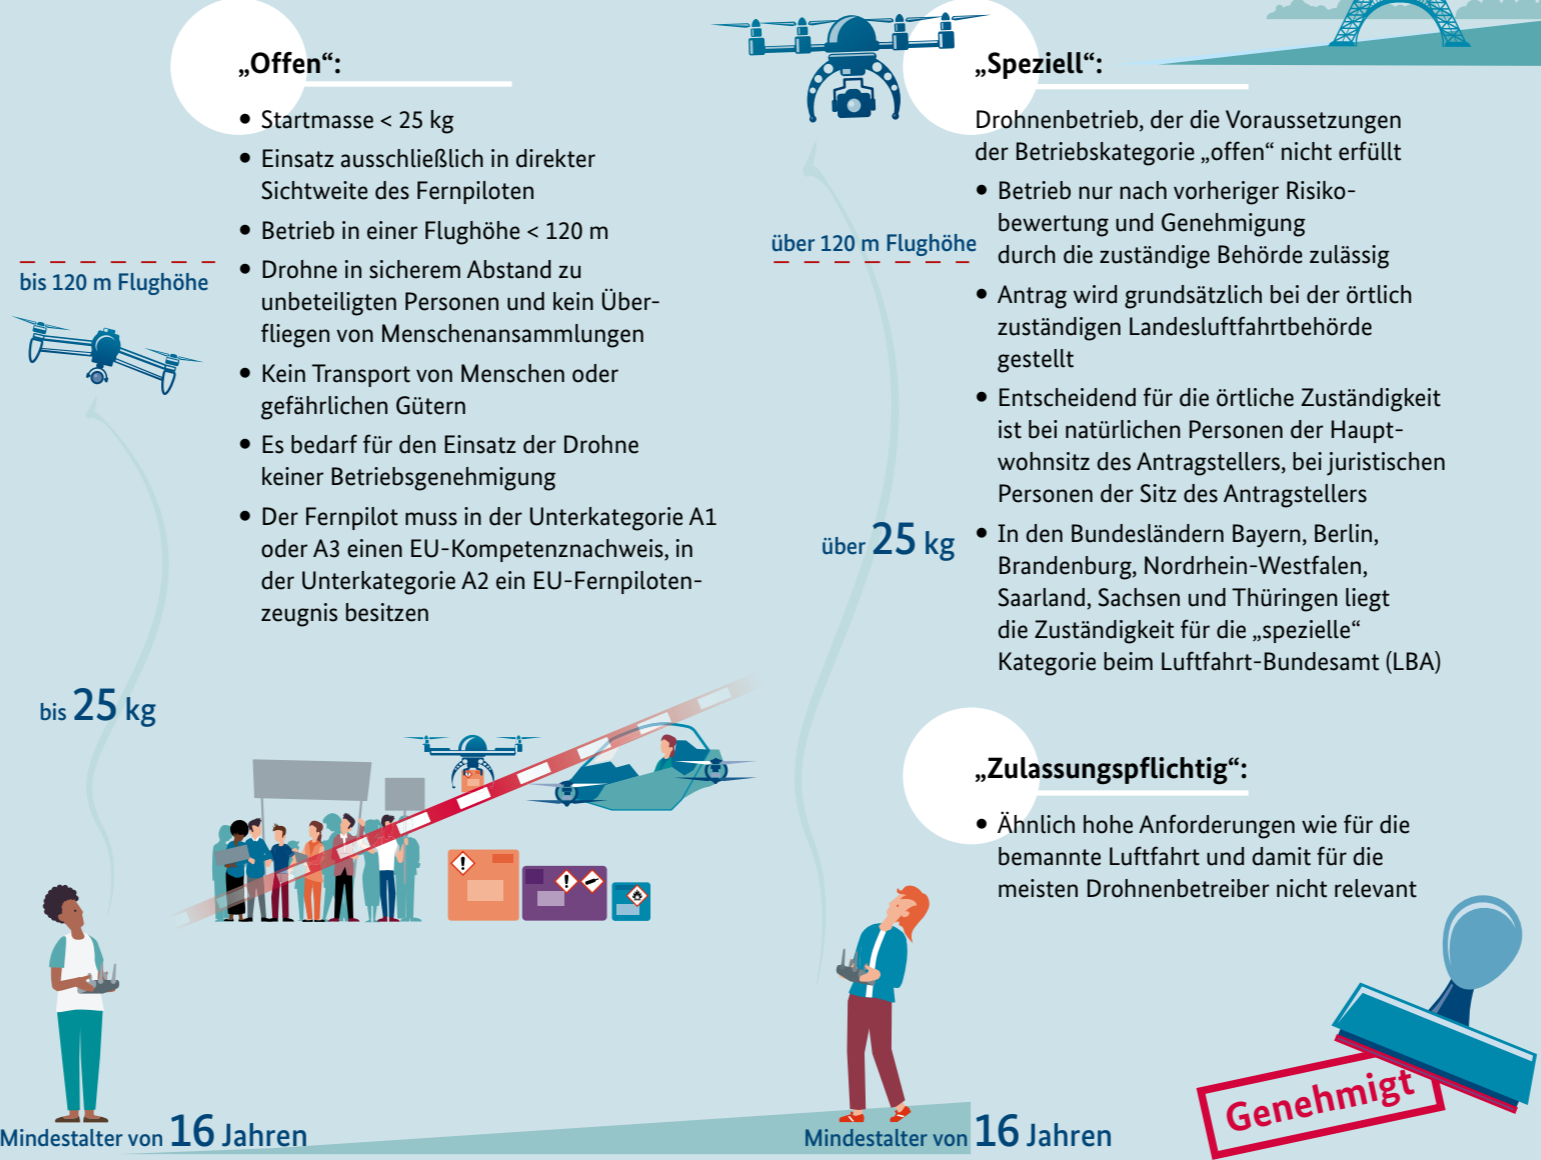 „Offen“:
• Startmasse < 25 kg
• Einsatz ausschließlich in direkter
Sichtweite des Fernpiloten
• Betrieb in einer Flughöhe < 120 m
• Drohne in sicherem Abstand zu
unbeteiligten Personen und kein Über-
fliegen von Menschenansammlungen
• Kein Transport von Menschen oder
gefährlichen Gütern
• Es bedarf für den Einsatz der Drohne
keiner Betriebsgenehmigung
• Der Fernpilot muss in der Unterkategorie A1
oder A3 einen EU-Kompetenznachweis, in
der Unterkategorie A2 ein EU-Fernpiloten-
zeugnis besitzen
bis 120 m Flughöhe
bis 25 kg
Mindestalter von 16 Jahren
„Speziell“:
Drohnenbetrieb, der die Voraussetzungen
der Betriebskategorie „offen“ nicht erfüllt
• Betrieb nur nach vorheriger Risiko-
bewertung und Genehmigung
durch die zuständige Behörde zulässig
• Antrag wird grundsätzlich bei der örtlich
zuständigen Landesluftfahrtbehörde
gestellt
• Entscheidend für die örtliche Zuständigkeit
ist bei natürlichen Personen der Haupt-
wohnsitz des Antragstellers, bei juristischen
Personen der Sitz des Antragstellers
• In den Bundesländern Bayern, Berlin,
Brandenburg, Nordrhein-Westfalen,
Saarland, Sachsen und Thüringen liegt
die Zuständigkeit für die „spezielle“
Kategorie beim Luftfahrt-Bundesamt (LBA)
über 120 m Flughöhe
über 25 kg
Mindestalter von 16 Jahren
„Zulassungspflichtig“:
• Ähnlich hohe Anforderungen wie für die
bemannte Luftfahrt und damit für die
meisten Drohnenbetreiber nicht relevant
Genehmigt